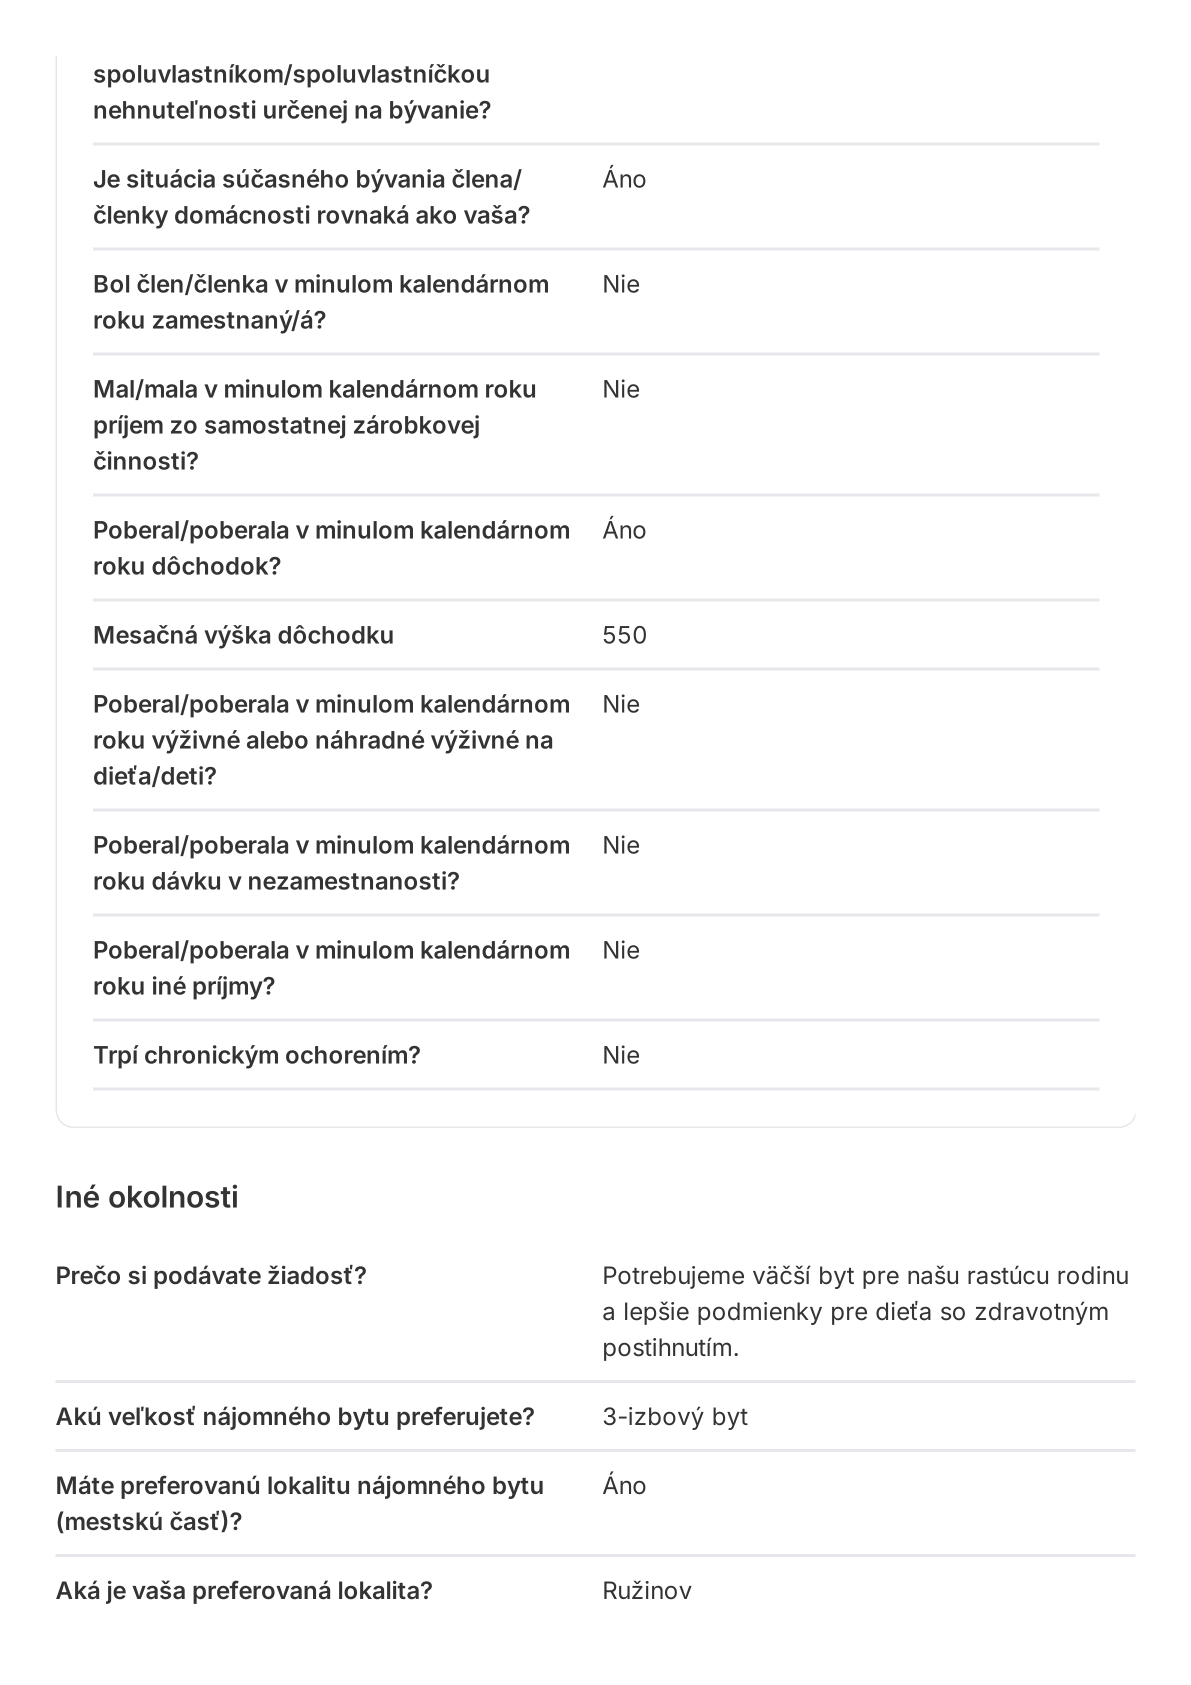 spoluvlastníkom/spoluvlastníčkou
nehnuteľnosti určenej na bývanie?
Je situácia súčasného bývania člena/ Áno
členky domácnosti rovnaká ako vaša?
Bol člen/členka v minulom kalendárnom Nie
roku zamestnaný/á?
Mal/mala v minulom kalendárnom roku Nie
príjem zo samostatnej zárobkovej
činnosti?
Poberal/poberala v minulom kalendárnom Áno
roku dôchodok?
Mesačná výška dôchodku 550
Poberal/poberala v minulom kalendárnom Nie
roku výživné alebo náhradné výživné na
dieťa/deti?
Poberal/poberala v minulom kalendárnom Nie
roku dávku v nezamestnanosti?
Poberal/poberala v minulom kalendárnom Nie
roku iné príjmy?
Trpí chronickým ochorením? Nie
Iné okolnosti
Prečo si podávate žiadosť? Potrebujeme väčší byt pre našu rastúcu rodinu
a lepšie podmienky pre dieťa so zdravotným
postihnutím.
Akú veľkosť nájomného bytu preferujete? 3-izbový byt
Máte preferovanú lokalitu nájomného bytu Áno
(mestskú časť)?
Aká je vaša preferovaná lokalita? Ružinov